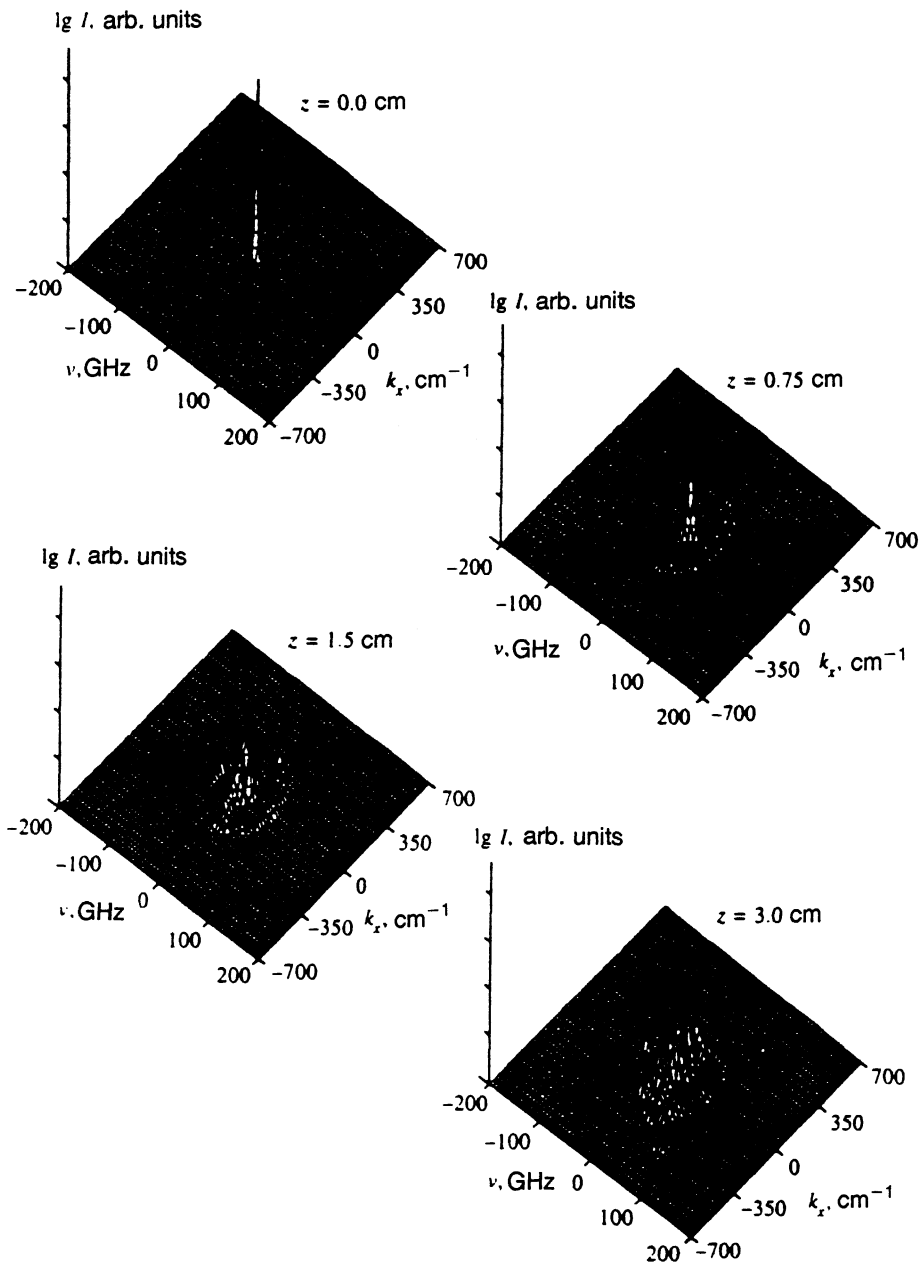 lg I, arb. units
z = 0.0 cm
-200
-100
0
100
200
ν, GHz
-700
-350
0
350
700
k_x, cm⁻¹
lg I, arb. units
z = 0.75 cm
-200
-100
0
100
200
ν, GHz
-700
-350
0
350
700
k_x, cm⁻¹
lg I, arb. units
z = 1.5 cm
-200
-100
0
100
200
ν, GHz
-700
-350
0
350
700
k_x, cm⁻¹
lg I, arb. units
z = 3.0 cm
-200
-100
0
100
200
ν, GHz
-700
-350
0
350
700
k_x, cm⁻¹